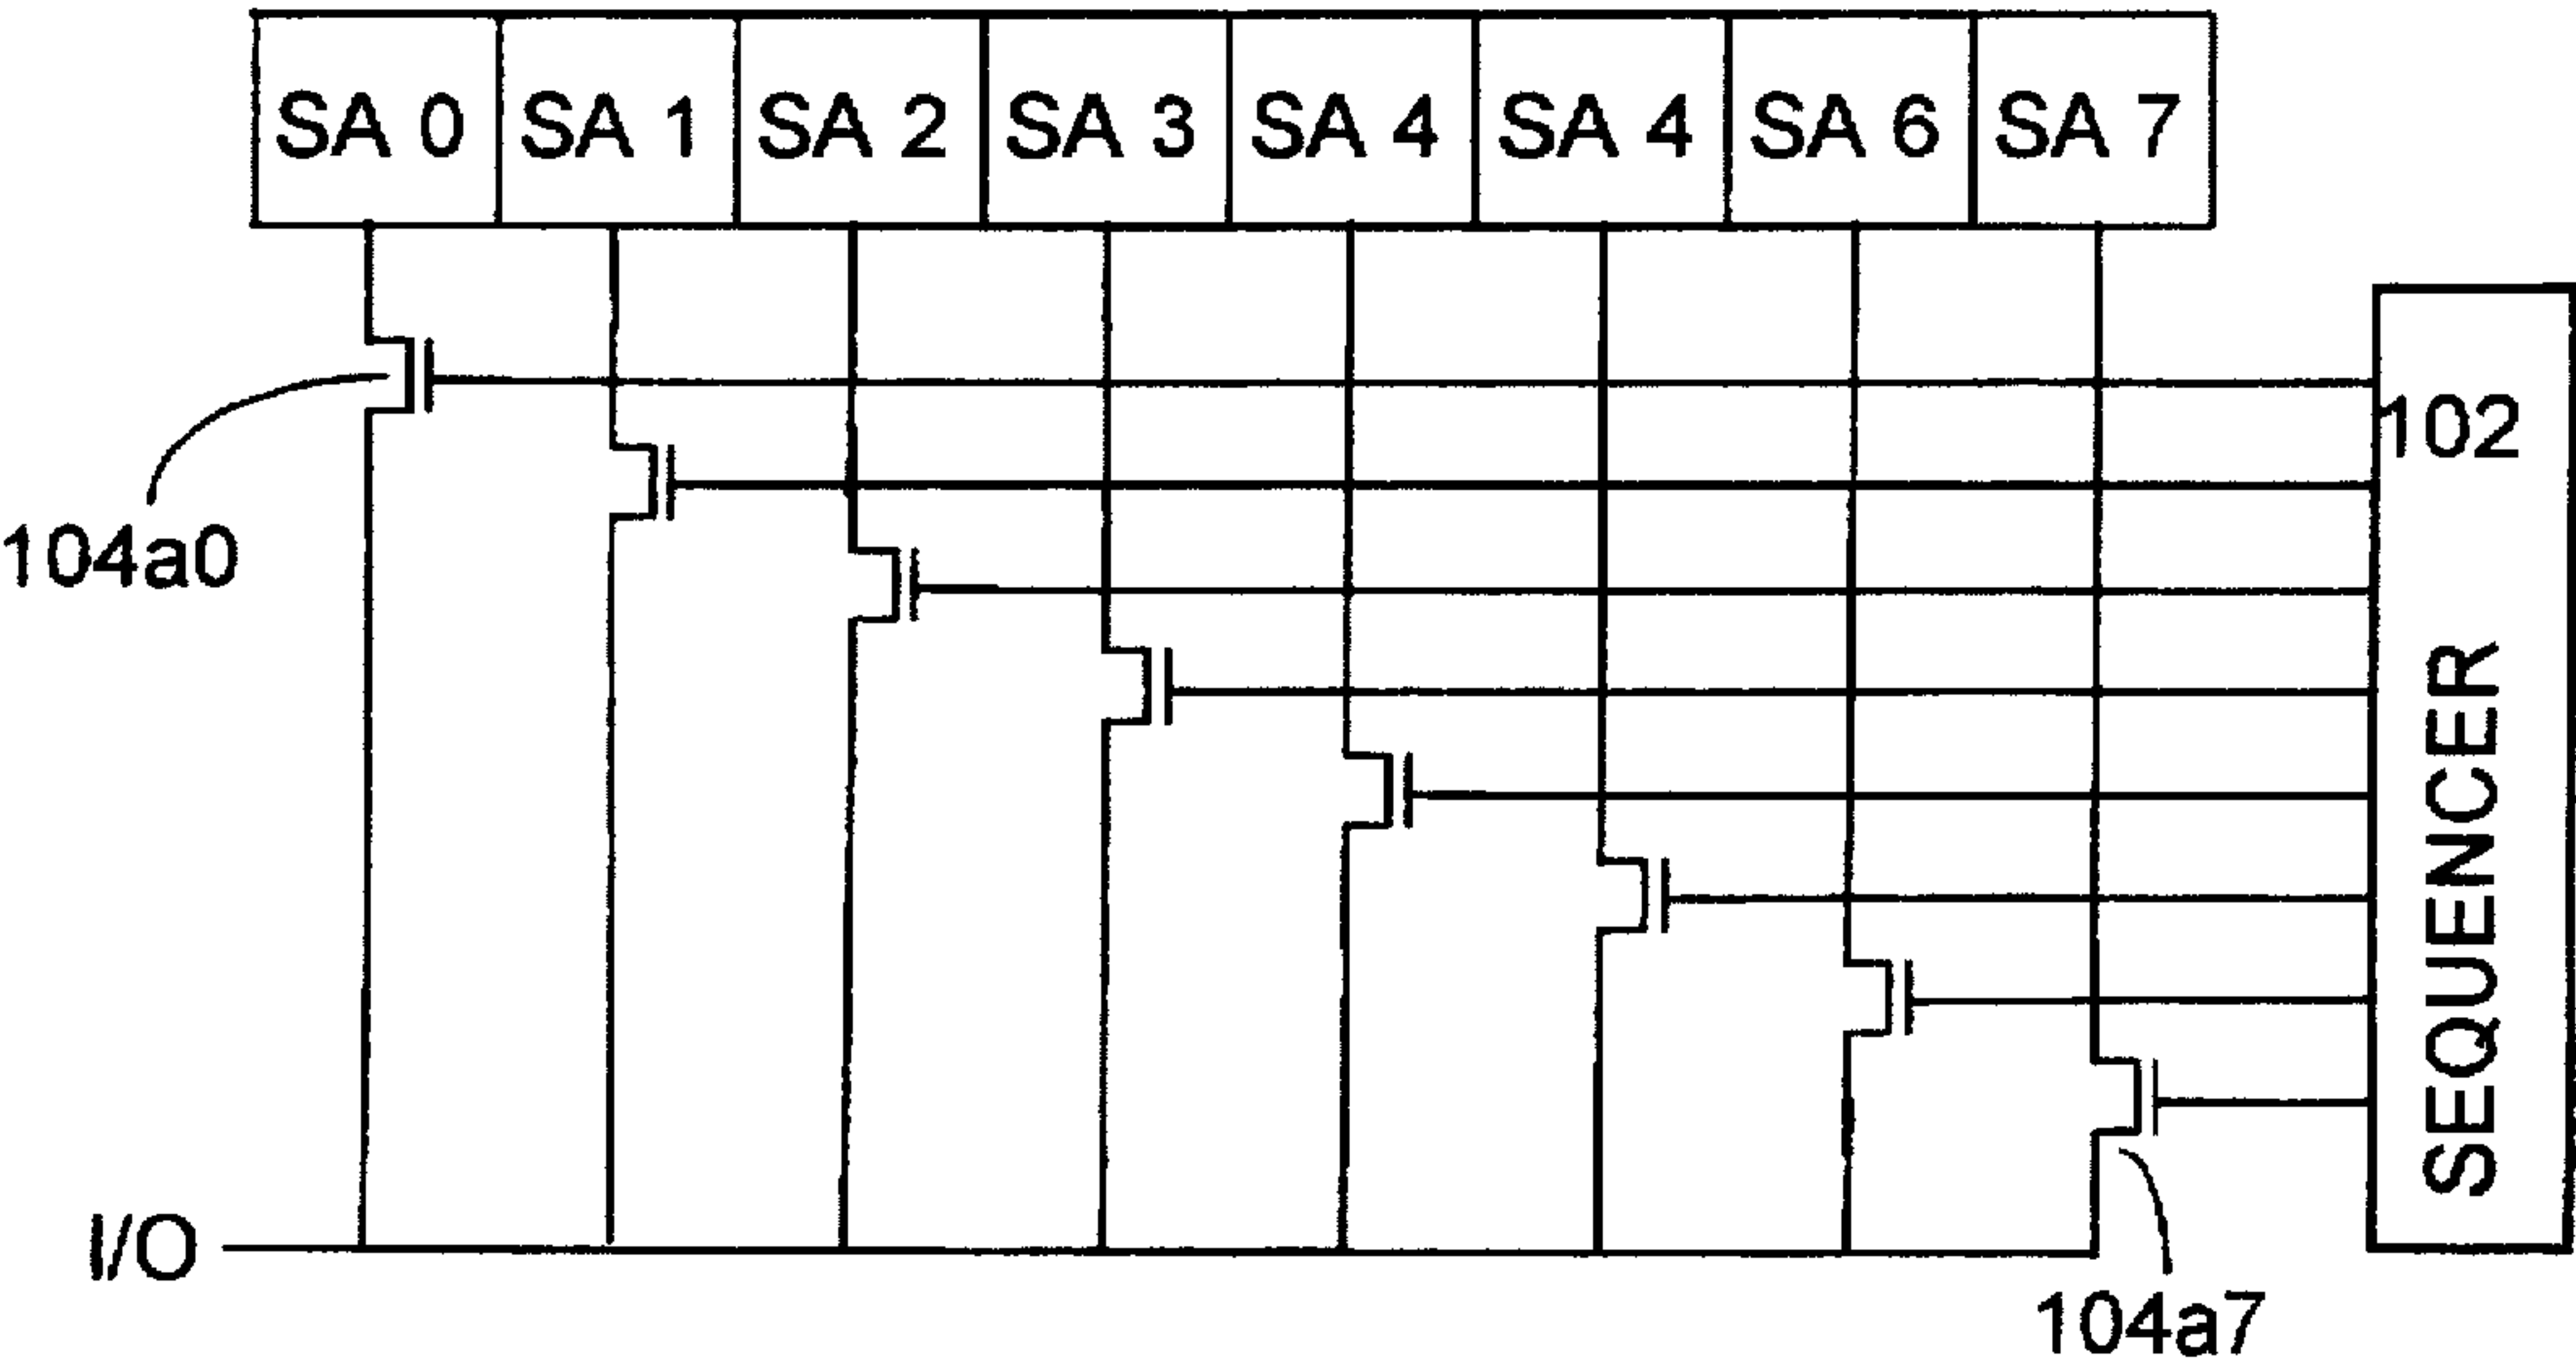 SA 0 SA 1 SA 2 SA 3 SA 4 SA 4 SA 6 SA 7
102
104a0
SEQUENCER
I/O
104a7